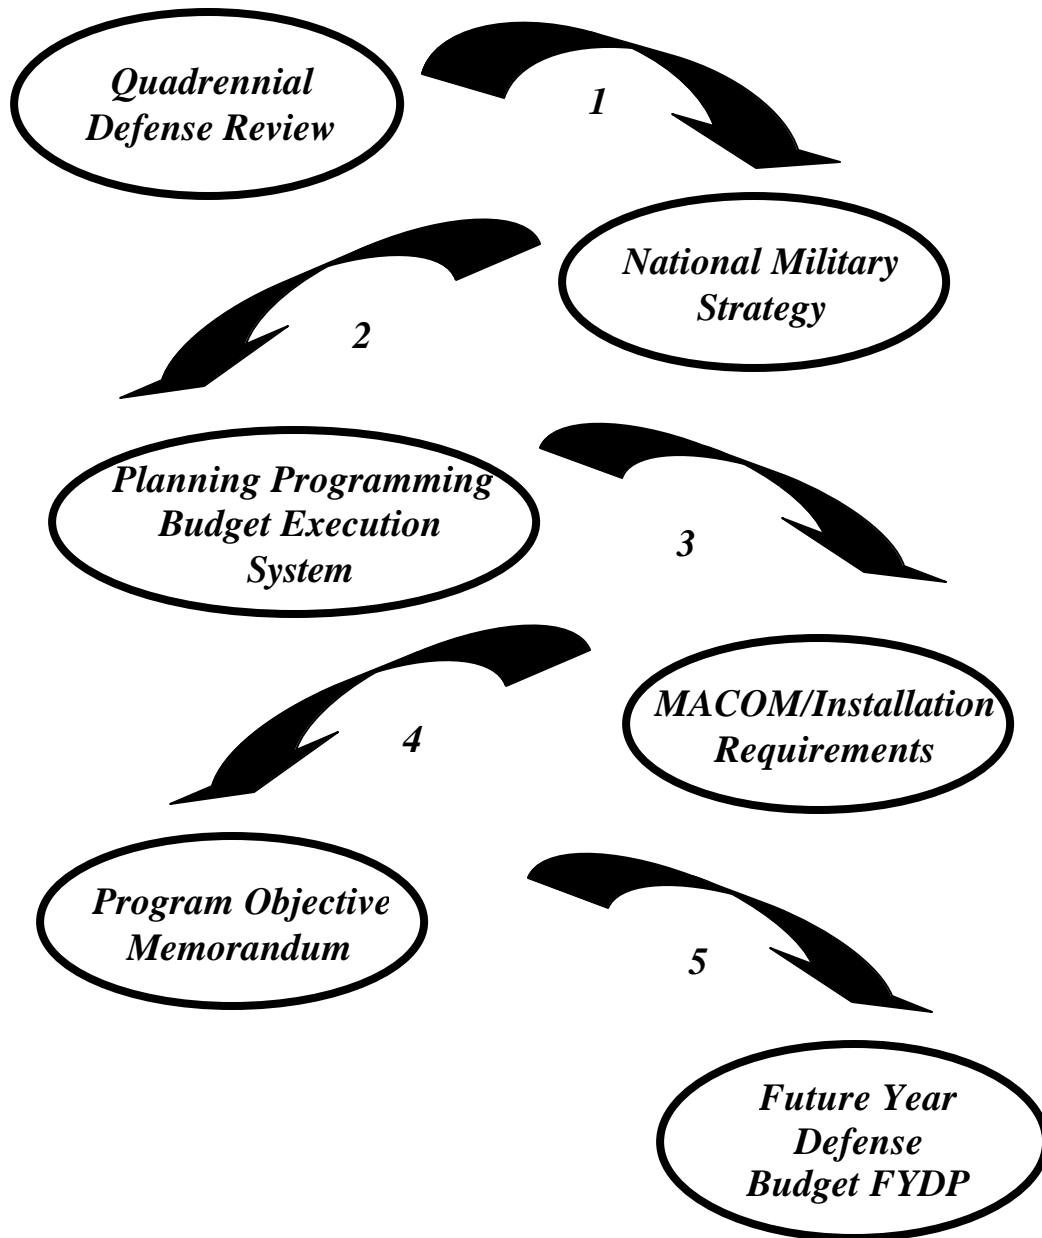 Quadrennial
Defense Review
1
National Military
Strategy
2
Planning Programming
Budget Execution
System
3
MACOM/Installation
Requirements
4
Program Objective
Memorandum
5
Future Year
Defense
Budget FYDP